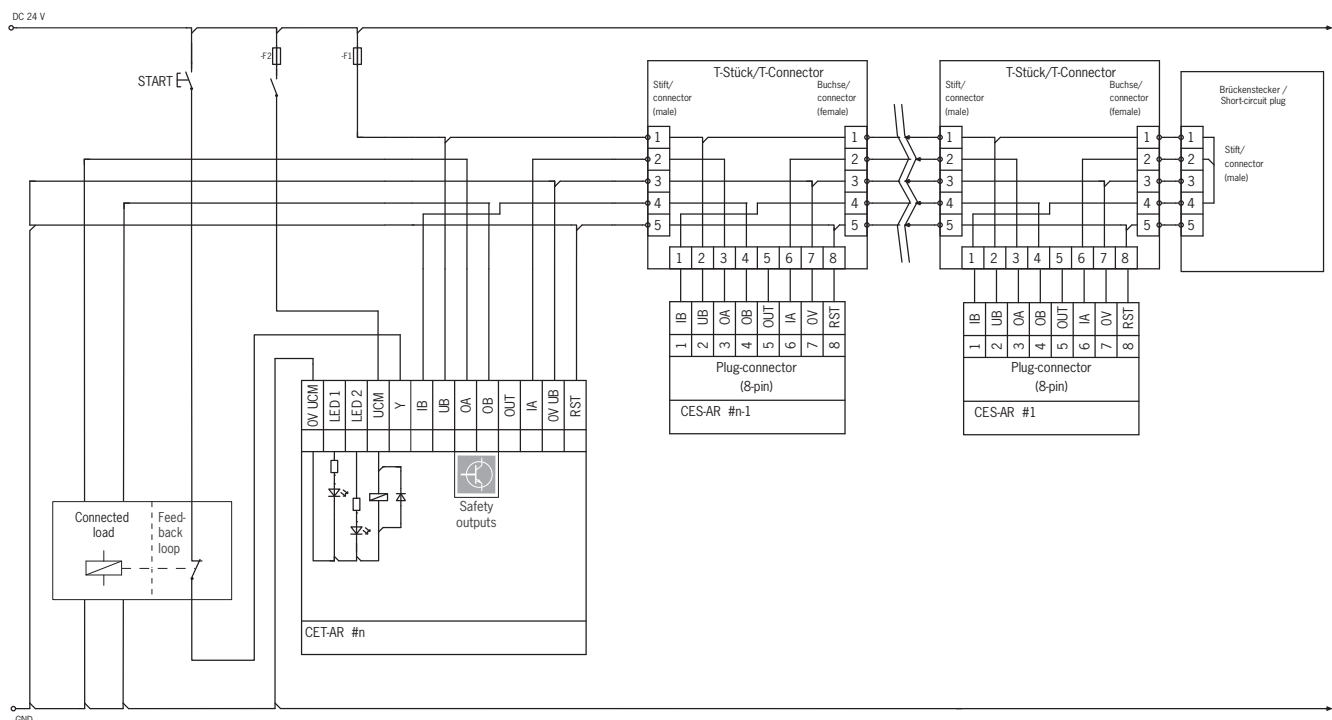 DC 24 V
-F2
-F1
START
T-Stück/T-Connector
Stift/
connector
(male)
Buchse/
connector
(female)
1
2
3
4
5
1
2
3
4
5
1 2 3 4 5 6 7 8
IB UB OA OB OUT IA 0V RST
1 2 3 4 5 6 7 8
Plug-connector
(8-pin)
CES-AR #n-1
T-Stück/T-Connector
Stift/
connector
(male)
Buchse/
connector
(female)
1
2
3
4
5
1
2
3
4
5
1 2 3 4 5 6 7 8
IB UB OA OB OUT IA 0V RST
1 2 3 4 5 6 7 8
Plug-connector
(8-pin)
CES-AR #1
Brückenstecker /
Short-circuit plug
1
2
3
4
5
Stift/
connector
(male)
0V UCM LED 1 LED 2 UCM Y IB UB OA OB OUT IA 0V UB RST
Safety
outputs
CET-AR #n
Connected
load
Feed-
back
loop
GND